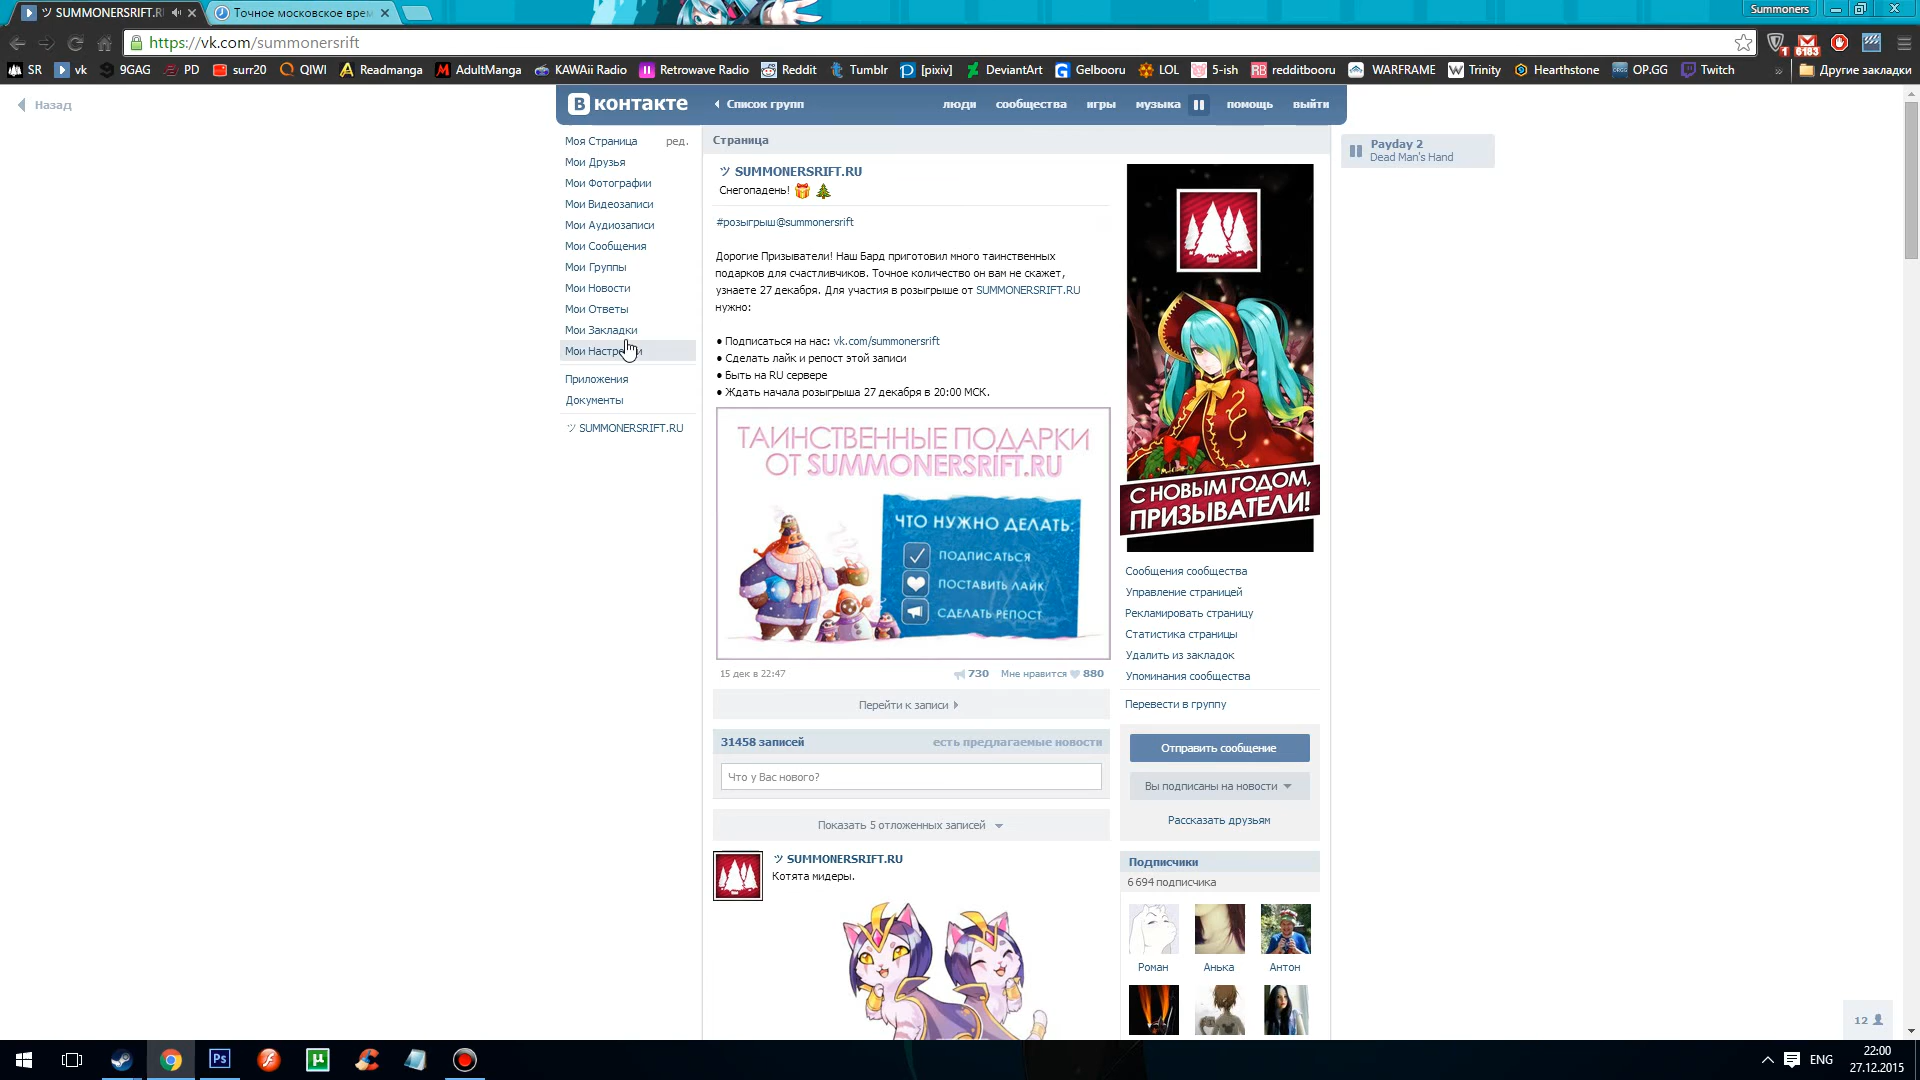 ツ SUMMONERSRIFT.R
Точное московское врем
Summoners
https://vk.com/summonersrift
1
6183
SR
vk
9GAG
PD
surr20
QIWI
Readmanga
AdultManga
KAWAii Radio
Retrowave Radio
Reddit
Tumblr
[pixiv]
DeviantArt
Gelbooru
LOL
5-ish
redditbooru
WARFRAME
Trinity
Hearthstone
OP.GG
Twitch
»
Другие закладки
Назад
В контакте
Список групп
люди
сообщества
игры
музыка
помощь
выйти
Моя Страница
ред.
Мои Друзья
Мои Фотографии
Мои Видеозаписи
Мои Аудиозаписи
Мои Сообщения
Мои Группы
Мои Новости
Мои Ответы
Мои Закладки
Приложения
Документы
ツ SUMMONERSRIFT.RU
Страница
ツ SUMMONERSRIFT.RU
Снегопадень!
#розыгрыш@summonersrift
Дорогие Призыватели! Наш Бард приготовил много таинственных
подарков для счастливчиков. Точное количество он вам не скажет,
узнаете 27 декабря. Для участия в розыгрыше от SUMMONERSRIFT.RU
нужно:
● Подписаться на нас: vk.com/summonersrift
● Сделать лайк и репост этой записи
● Быть на RU сервере
● Ждать начала розыгрыша 27 декабря в 20:00 МСК.
ТАИНСТВЕННЫЕ ПОДАРКИ
ОТ SUMMONERSRIFT.RU
ЧТО НУЖНО ДЕЛАТЬ:
ПОДПИСАТЬСЯ
ПОСТАВИТЬ ЛАЙК
СДЕЛАТЬ РЕПОСТ
15 дек в 22:47
730
Мне нравится
880
Перейти к записи
31458 записей
есть предлагаемые новости
Что у Вас нового?
Показать 5 отложенных записей
ツ SUMMONERSRIFT.RU
Котята мидеры.
С НОВЫМ ГОДОМ,
ПРИЗЫВАТЕЛИ!
Сообщения сообщества
Управление страницей
Рекламировать страницу
Статистика страницы
Удалить из закладок
Упоминания сообщества
Перевести в группу
Отправить сообщение
Вы подписаны на новости
Рассказать друзьям
Подписчики
6 694 подписчика
Роман
Анька
Антон
Payday 2
Dead Man's Hand
12
Ps
ENG
22:00
27.12.2015